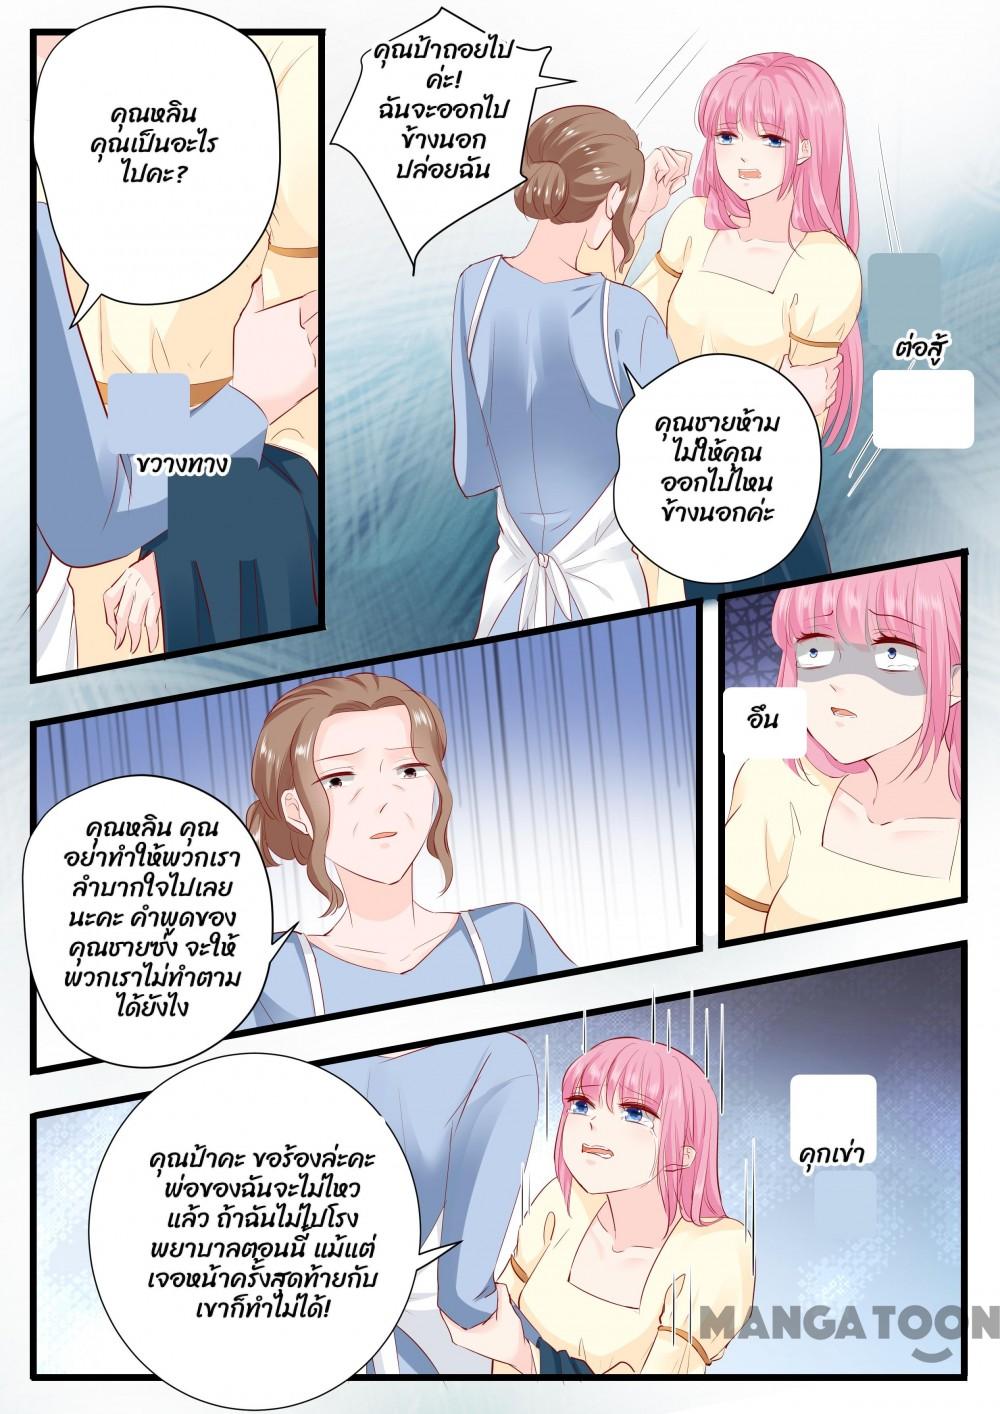 คุณหลิน
คุณเป็นอะไร
ไปคะ?
ขวางทาง
คุณป้าถอยไป
ค่ะ!
ฉันจะออกไป
ข้างนอก
ปล่อยฉัน
ต่อสู้
คุณชายห้าม
ไม่ให้คุณ
ออกไปไหน
ข้างนอกค่ะ
คุณหลิน คุณ
อย่าทำให้พวกเรา
ลำบากใจไปเลย
นะคะ คำพูดของ
คุณชายซ่ง จะให้
พวกเราไม่ทำตาม
ได้ยังไง
อึน
คุณป้าคะ ขอร้องล่ะคะ
พ่อของฉันจะไม่ไหว
แล้ว ถ้าฉันไม่ไปโรง
พยาบาลตอนนี้ แม้แต่
เจอหน้าครั้งสุดท้ายกับ
เขาก็ทำไม่ได้!
คุกเข่า
MANGATOON